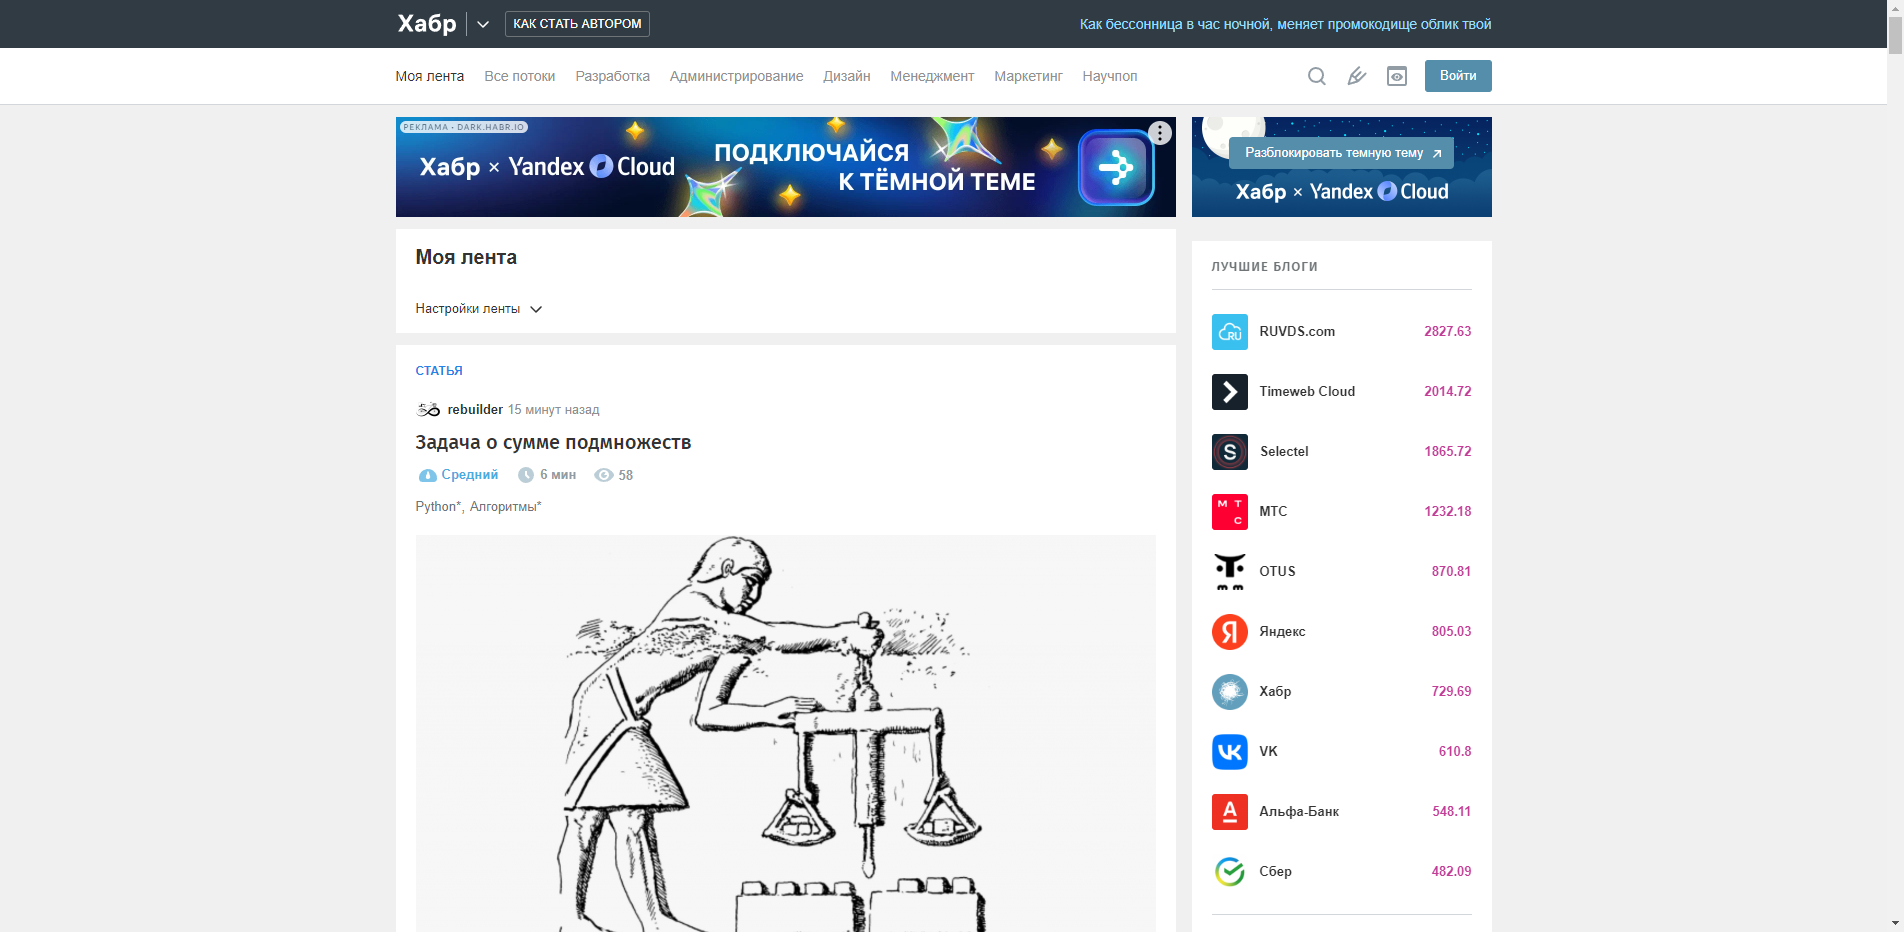 Хабр
КАК СТАТЬ АВТОРОМ
Как бессонница в час ночной, меняет промокодище облик твой
Моя лента
Все потоки
Разработка
Администрирование
Дизайн
Менеджмент
Маркетинг
Научпоп
Войти
РЕКЛАМА • DARK.HABR.IO
Хабр × Yandex Cloud
ПОДКЛЮЧАЙСЯ
К ТЁМНОЙ ТЕМЕ
Разблокировать темную тему
Хабр × Yandex Cloud
Моя лента
Настройки ленты
СТАТЬЯ
rebuilder 15 минут назад
Задача о сумме подмножеств
Средний 6 мин 58
Python*, Алгоритмы*
ЛУЧШИЕ БЛОГИ
RU
RUVDS.com 2827.63
Timeweb Cloud 2014.72
S
Selectel 1865.72
М Т
С
МТС 1232.18
OTUS 870.81
Я
Яндекс 805.03
Хабр 729.69
VK
VK 610.8
А
Альфа-Банк 548.11
Сбер 482.09